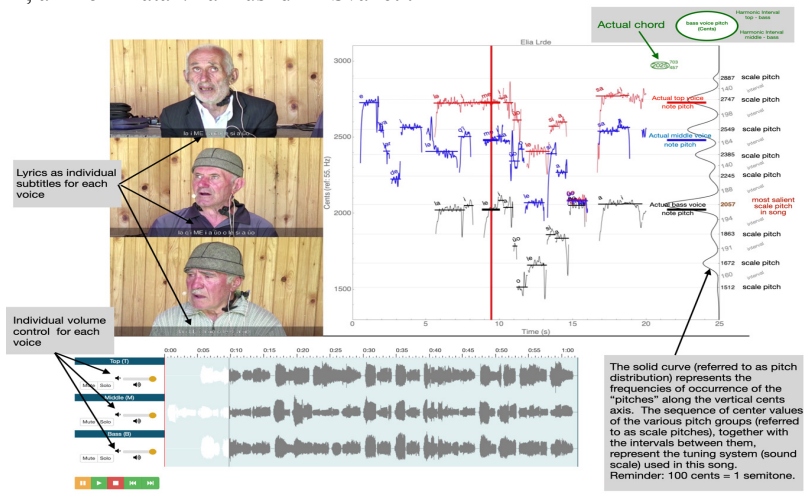 Actual chord
bass voice pitch
(Cents)
Harmonic Interval
top - bass
Harmonic Interval
middle - bass
Elia Lrde
Cents (ref: 55, Hz)
3000
2500
2000
1500
0
5
10
15
20
25
Time (s)
2887 scale pitch
140 interval
2747 scale pitch
198
2549 scale pitch
164 interval
2385 scale pitch
140 interval
2245 scale pitch
188
2057
most salient
scale pitch
in song
194
1863 scale pitch
191 interval
1672 scale pitch
160 interval
1512 scale pitch
Actual top voice
note pitch
Actual middle voice
note pitch
Actual bass voice
note pitch
Lyrics as individual
subtitles for each
voice
Individual volume
control for each
voice
0:00 0:05 0:10 0:15 0:20 0:25 0:30 0:35 0:40 0:45 0:50 0:55 1:00
Top (T)
Mute Solo
Middle (M)
Mute Solo
Bass (B)
Mute Solo
The solid curve (referred to as pitch
distribution) represents the
frequencies of occurrence of the
“pitches” along the vertical cents
axis. The sequence of center values
of the various pitch groups (referred
to as scale pitches), together with
the intervals between them,
represent the tuning system (sound
scale) used in this song.
Reminder: 100 cents = 1 semitone.